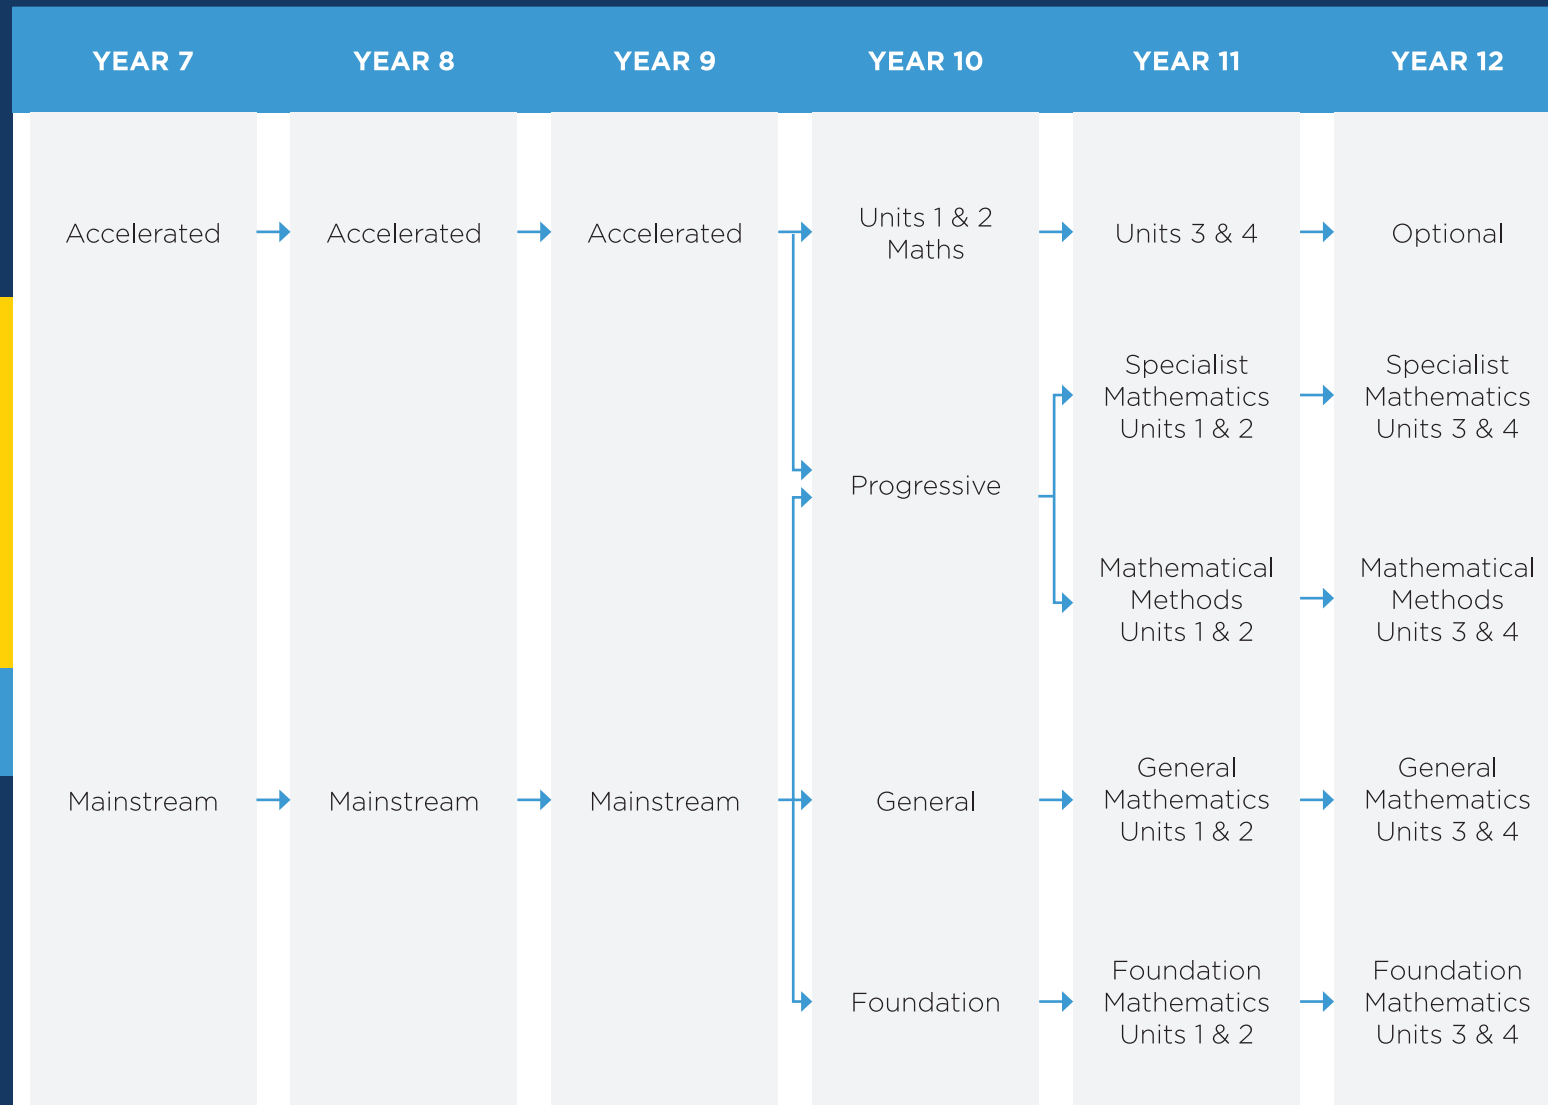 YEAR 7
YEAR 8
YEAR 9
YEAR 10
YEAR 11
YEAR 12
Accelerated
Accelerated
Accelerated
Units 1 & 2
Maths
Units 3 & 4
Optional
Progressive
Specialist
Mathematics
Units 1 & 2
Specialist
Mathematics
Units 3 & 4
Mathematical
Methods
Units 1 & 2
Mathematical
Methods
Units 3 & 4
Mainstream
Mainstream
Mainstream
General
General
Mathematics
Units 1 & 2
General
Mathematics
Units 3 & 4
Foundation
Foundation
Mathematics
Units 1 & 2
Foundation
Mathematics
Units 3 & 4